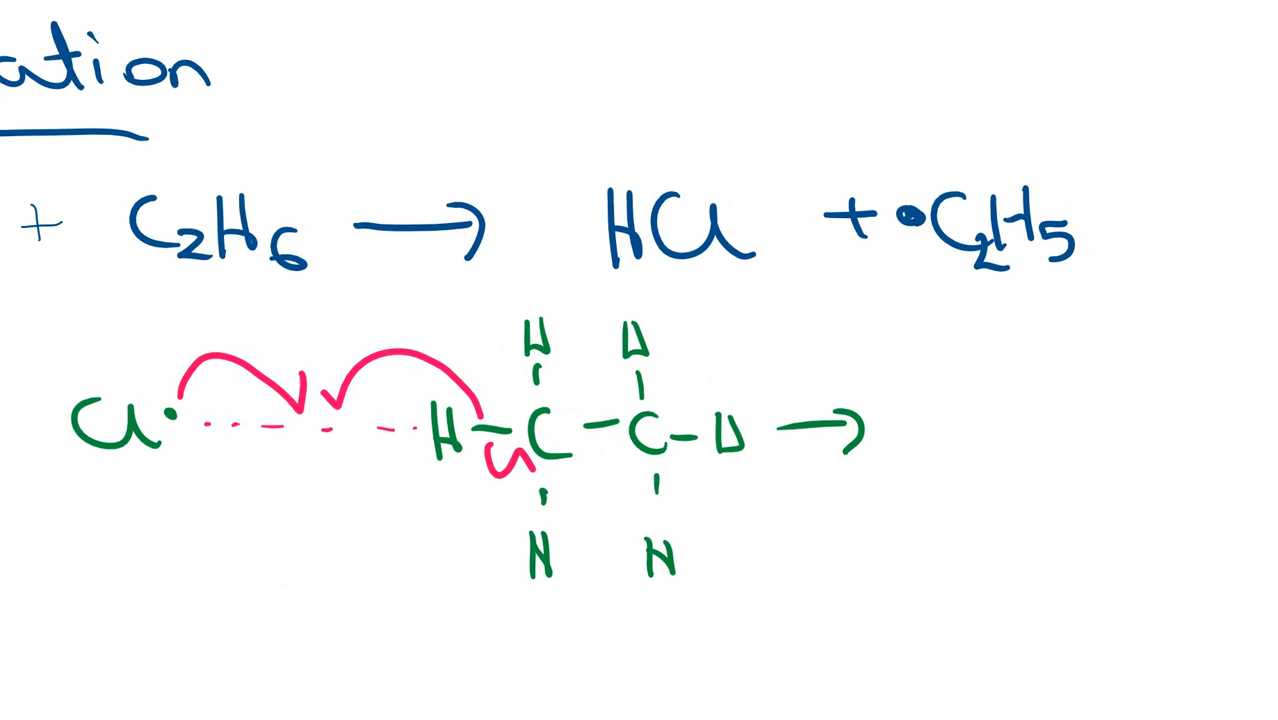 ation
+ C₂H₆ → HCl + •C₂H₅
H H
Cl• H - C - C - H →
H H